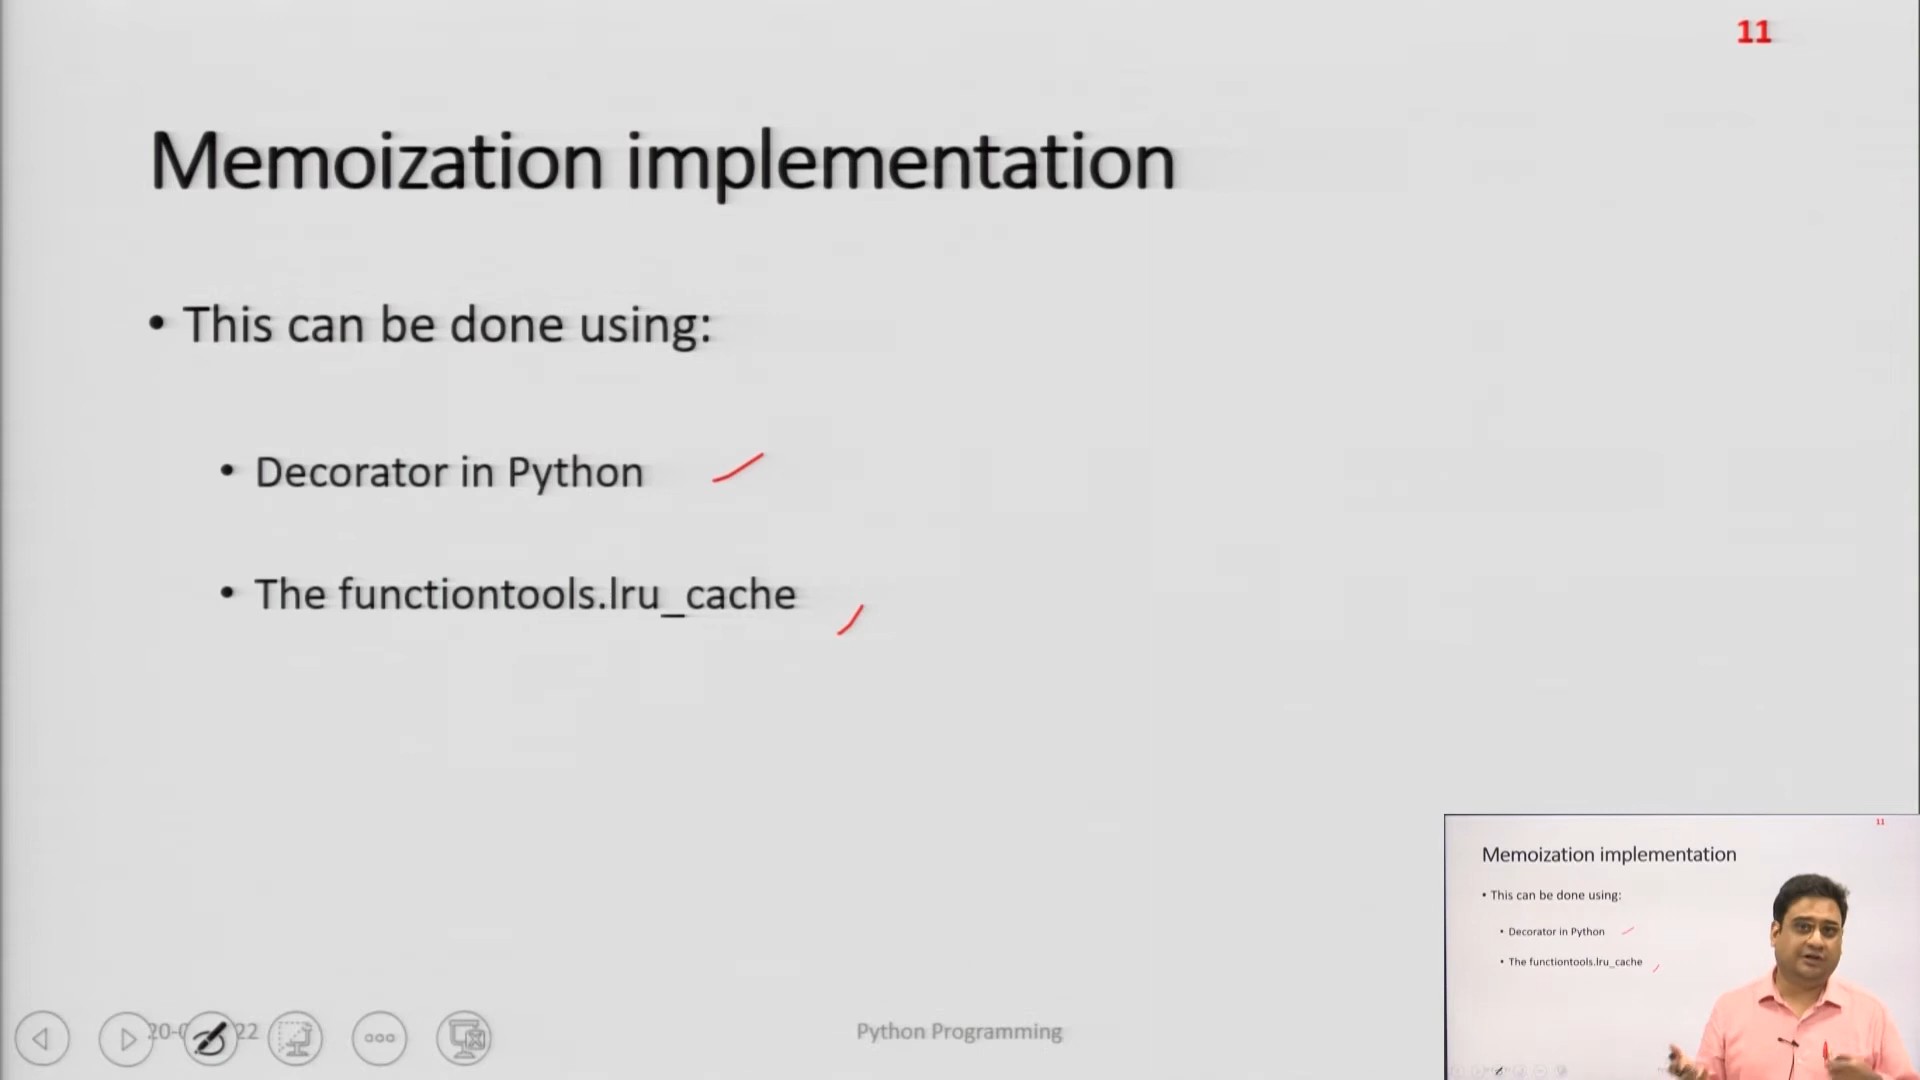 11
Memoization implementation
• This can be done using:
• Decorator in Python
• The functiontools.lru_cache
Python Programming
11
Memoization implementation
• This can be done using:
• Decorator in Python
• The functiontools.lru_cache